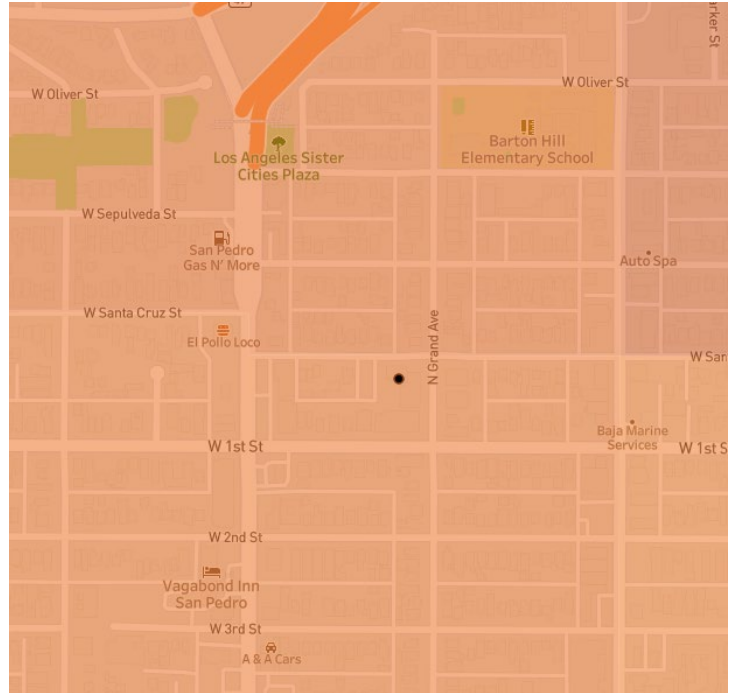 47
arker St
W Oliver St
W Oliver St
Barton Hill
Elementary School
Los Angeles Sister
Cities Plaza
W Sepulveda St
San Pedro
Gas N' More
Auto Spa
W Santa Cruz St
N Grand Ave
El Pollo Loco
W San
Baja Marine
Services
W 1st St
W 1st S
W 2nd St
Vagabond Inn
San Pedro
W 3rd St
A & A Cars